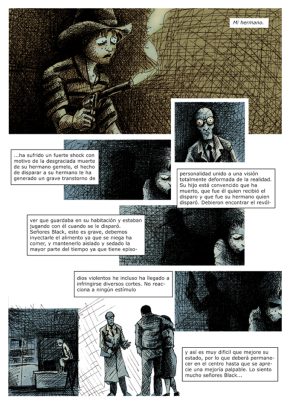 Mi hermano.
...ha sufrido un fuerte shock con
motivo de la desgraciada muerte
de su hermano gemelo, el hecho
de disparar a su hermano le ha
generado un grave transtorno de
personalidad unido a una visión
totalmente deformada de la realidad.
Su hijo está convencido que ha
muerto, que fue él quien recibió el
disparo y que fue su hermano quien
disparó. Debieron encontrar el revól-
ver que guardaba en su habitación y estaban
jugando con él cuando se le disparó.
Señores Black, esto es grave, debemos
inyectarle el alimento ya que se niega ha
comer, y mantenerlo aislado y sedado la
mayor parte del tiempo ya que tiene episo-
dios violentos he incluso ha llegado a
infringirse diversos cortes. No reac-
ciona a ningún estímulo
y así es muy difícil que mejore su
estado, por lo que deberá permane-
cer en el centro hasta que se apre-
cie una mejoría palpable. Lo siento
mucho señores Black...